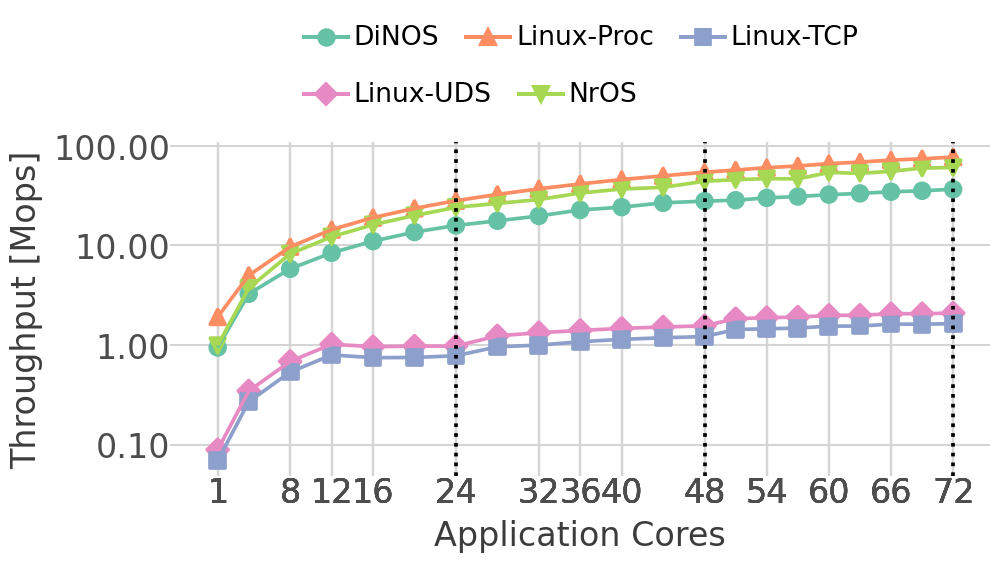 DiNOS Linux-Proc Linux-TCP
Linux-UDS NrOS
Throughput [Mops]
100.00
10.00
1.00
0.10
1 8 12 16 24 32 36 40 48 54 60 66 72
Application Cores